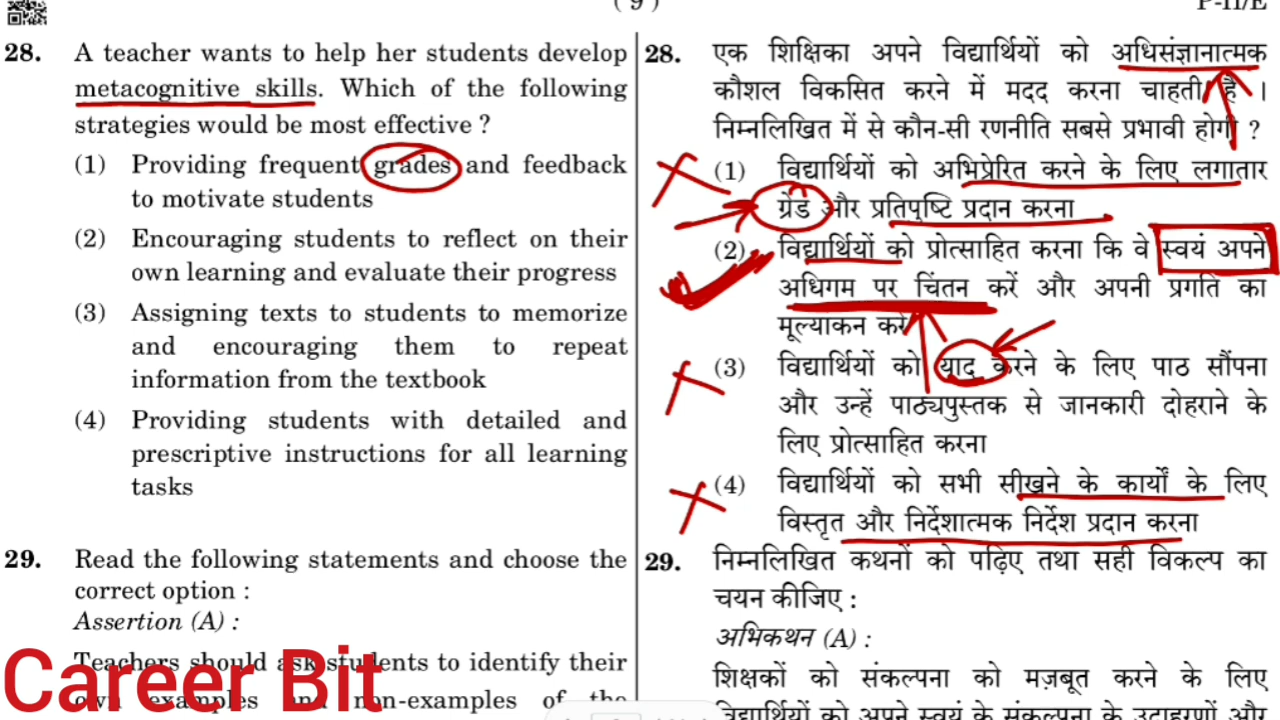 ( 9 )
P-II/E
28. A teacher wants to help her students develop
metacognitive skills. Which of the following
strategies would be most effective ?
(1) Providing frequent grades and feedback
to motivate students
(2) Encouraging students to reflect on their
own learning and evaluate their progress
(3) Assigning texts to students to memorize
and encouraging them to repeat
information from the textbook
(4) Providing students with detailed and
prescriptive instructions for all learning
tasks
29. Read the following statements and choose the
correct option :
Assertion (A) :
Teachers should ask students to identify their
own examples and non-examples of the
28. एक शिक्षिका अपने विद्यार्थियों को अधिसंज्ञानात्मक
कौशल विकसित करने में मदद करना चाहती है ।
निम्नलिखित में से कौन-सी रणनीति सबसे प्रभावी होगी ?
(1) विद्यार्थियों को अभिप्रेरित करने के लिए लगातार
ग्रेड और प्रतिपुष्टि प्रदान करना
(2) विद्यार्थियों को प्रोत्साहित करना कि वे स्वयं अपने
अधिगम पर चिंतन करें और अपनी प्रगति का
मूल्याकन करें
(3) विद्यार्थियों को याद करने के लिए पाठ सौंपना
और उन्हें पाठ्यपुस्तक से जानकारी दोहराने के
लिए प्रोत्साहित करना
(4) विद्यार्थियों को सभी सीखने के कार्यों के लिए
विस्तृत और निर्देशात्मक निर्देश प्रदान करना
29. निम्नलिखित कथनों को पढ़िए तथा सही विकल्प का
चयन कीजिए :
अभिकथन (A) :
शिक्षकों को संकल्पना को मज़बूत करने के लिए
विद्यार्थियों को अपने स्वयं के संकल्पना के उदाहरणों और
Career Bit